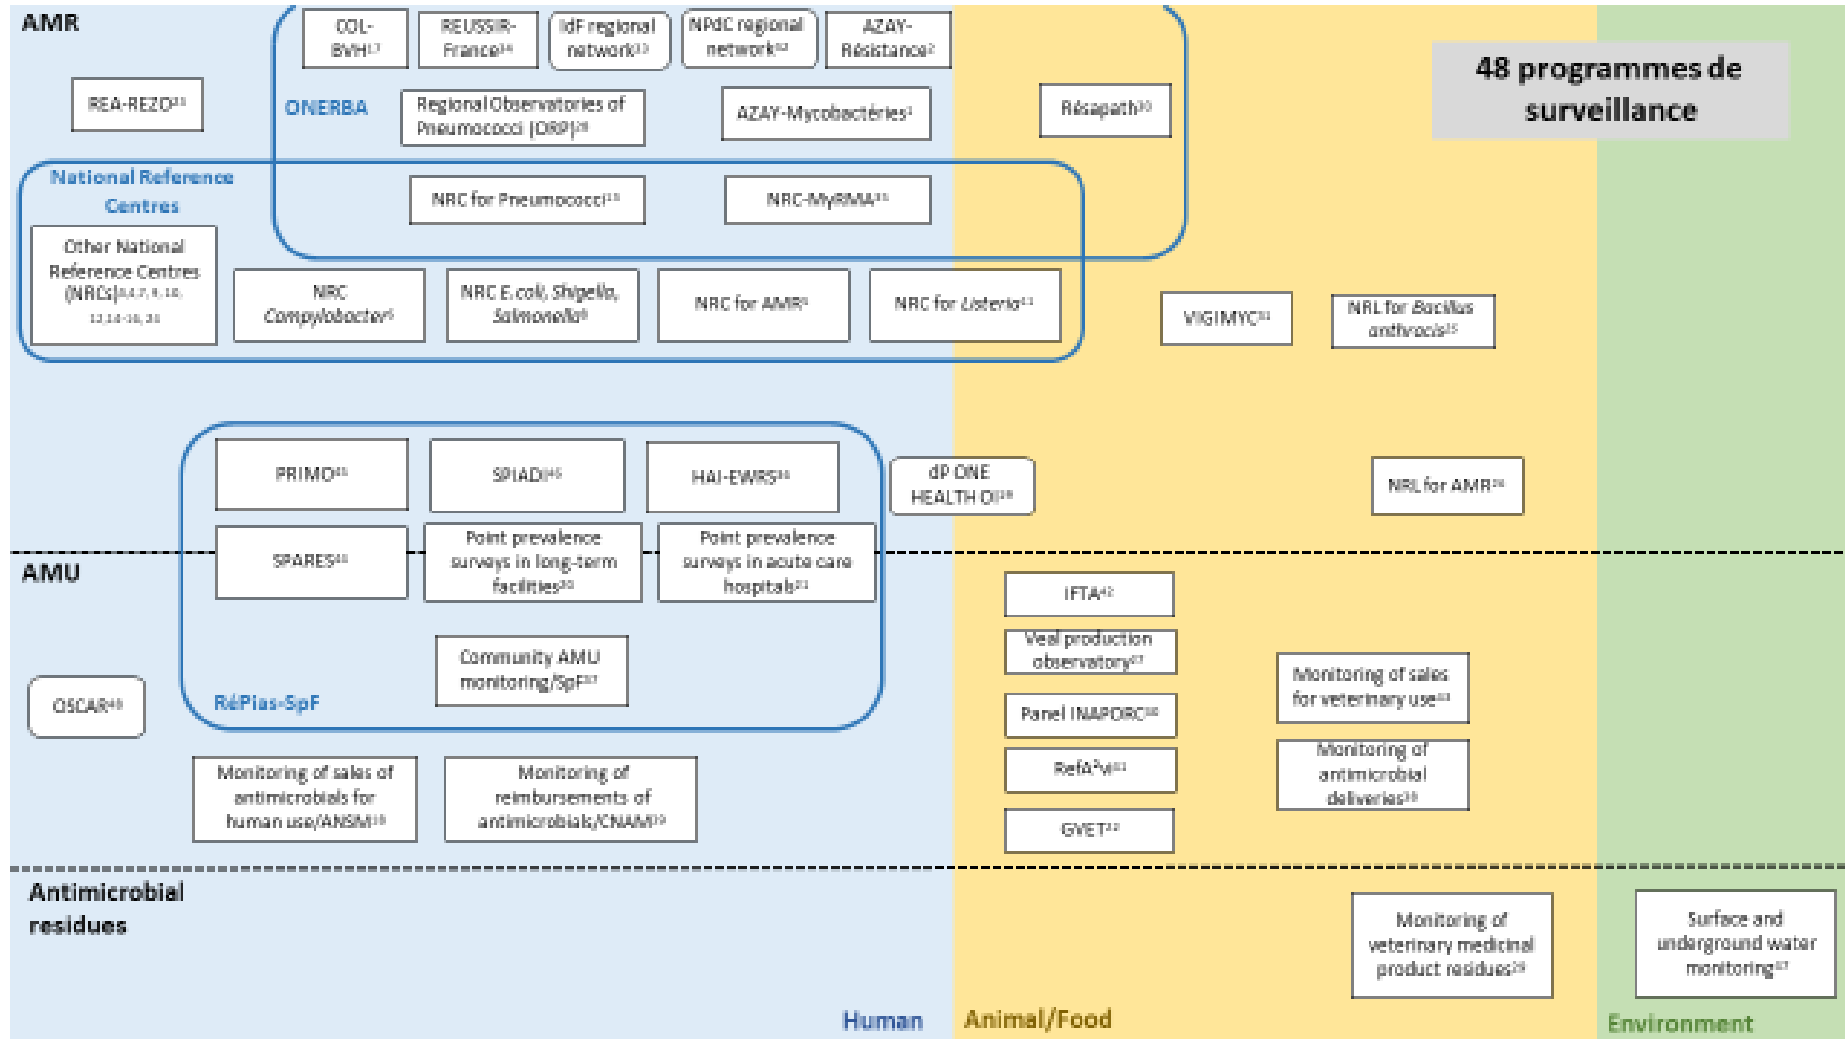 AMR
COL-
BVH
REUSSIR-
France
IdF regional
network
NPdC regional
network
AZAY-
Résistance
48 programmes de
surveillance
REA-REZO
ONERBA
Regional Observatories of
Pneumococci (ORP)
AZAY-Mycobactéries
Résapath
National Reference
Centres
NRC for Pneumococci
NRC-MyRMA
Other National
Reference Centres
(NRCs)
NRC
Campylobacter
NRC E.coli, Shigella,
Salmonella
NRC for AMR
NRC for Listeria
VIGIMYC
NRL for Bacillus
anthracis
PRIMO
SPIADI
HAI-EWRS
dP ONE
HEALTH OI
NRL for AMR
SPARES
Point prevalence
surveys in long-term
facilities
Point prevalence
surveys in acute care
hospitals
AMU
IFTA
Veal production
observatory
Community AMU
monitoring/SpF
Monitoring of sales
for veterinary use
OSCAR
RéPias-SpF
Panel INAPORC
RefA²vi
Monitoring of
antimicrobial
deliveries
Monitoring of sales of
antimicrobials for
human use/ANSM
Monitoring of
reimbursements of
antimicrobials/CNAM
GVET
Antimicrobial
residues
Monitoring of
veterinary medicinal
product residues
Surface and
underground water
monitoring
Human
Animal/Food
Environment